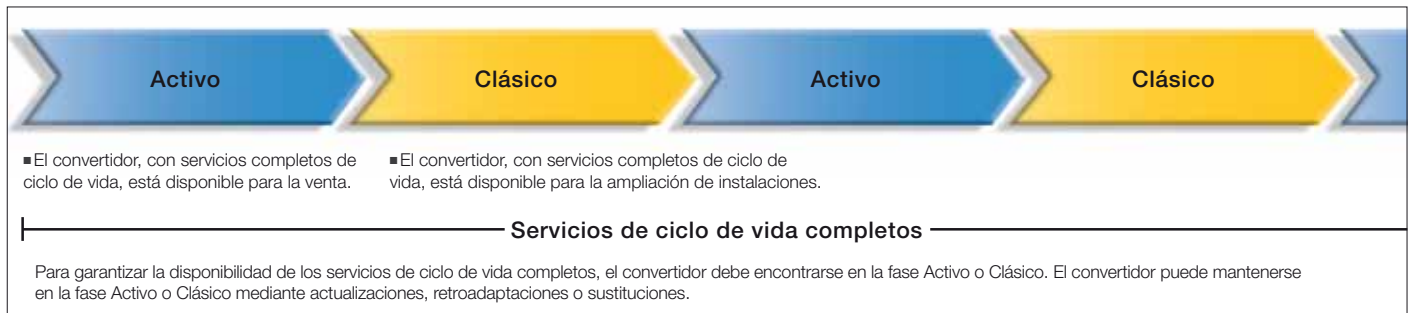 Activo
Clásico
Activo
Clásico
■El convertidor, con servicios completos de
ciclo de vida, está disponible para la venta.
■El convertidor, con servicios completos de ciclo de
vida, está disponible para la ampliación de instalaciones.
Servicios de ciclo de vida completos
Para garantizar la disponibilidad de los servicios de ciclo de vida completos, el convertidor debe encontrarse en la fase Activo o Clásico. El convertidor puede mantenerse
en la fase Activo o Clásico mediante actualizaciones, retroadaptaciones o sustituciones.